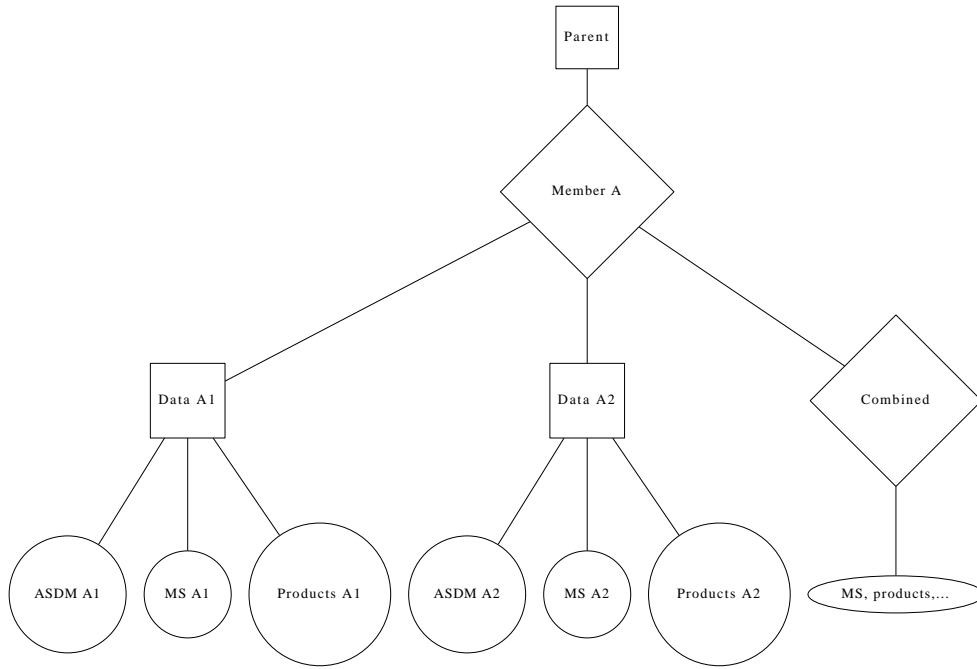 Parent
Member A
Data A1
Data A2
Combined
ASDM A1
MS A1
Products A1
ASDM A2
MS A2
Products A2
MS, products,...